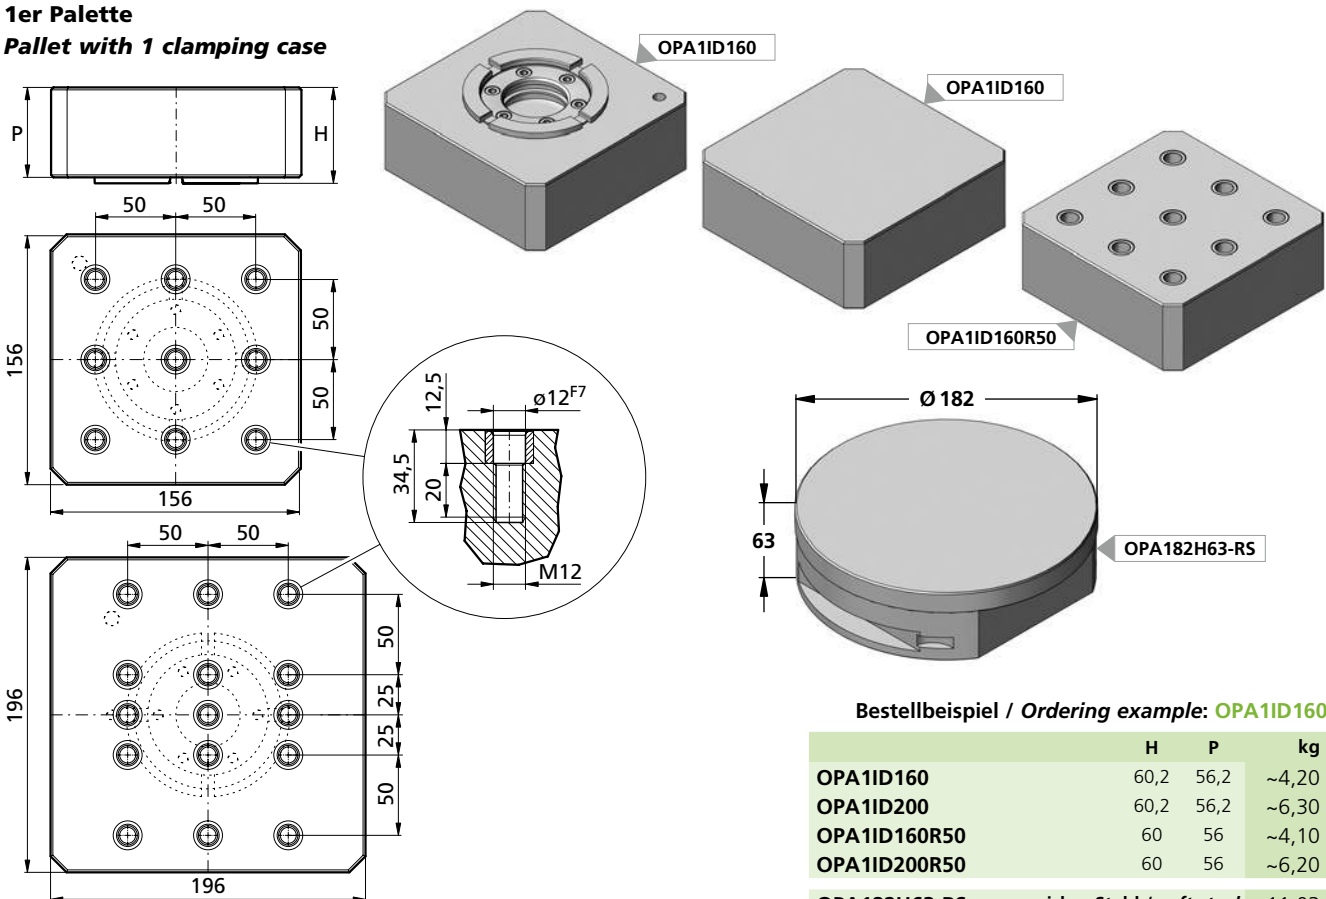 1er Palette
Pallet with 1 clamping case
OPA1ID160
OPA1ID160
P
H
50 50
156
50
50
156
OPA1ID160R50
12,5
ø12F7
34,5
20
M12
Ø 182
63
OPA182H63-RS
50 50
196
50
25
25
50
196
Bestellbeispiel / Ordering example: OPA1ID160
H P kg
OPA1ID160 60,2 56,2 ~4,20
OPA1ID200 60,2 56,2 ~6,30
OPA1ID160R50 60 56 ~4,10
OPA1ID200R50 60 56 ~6,20